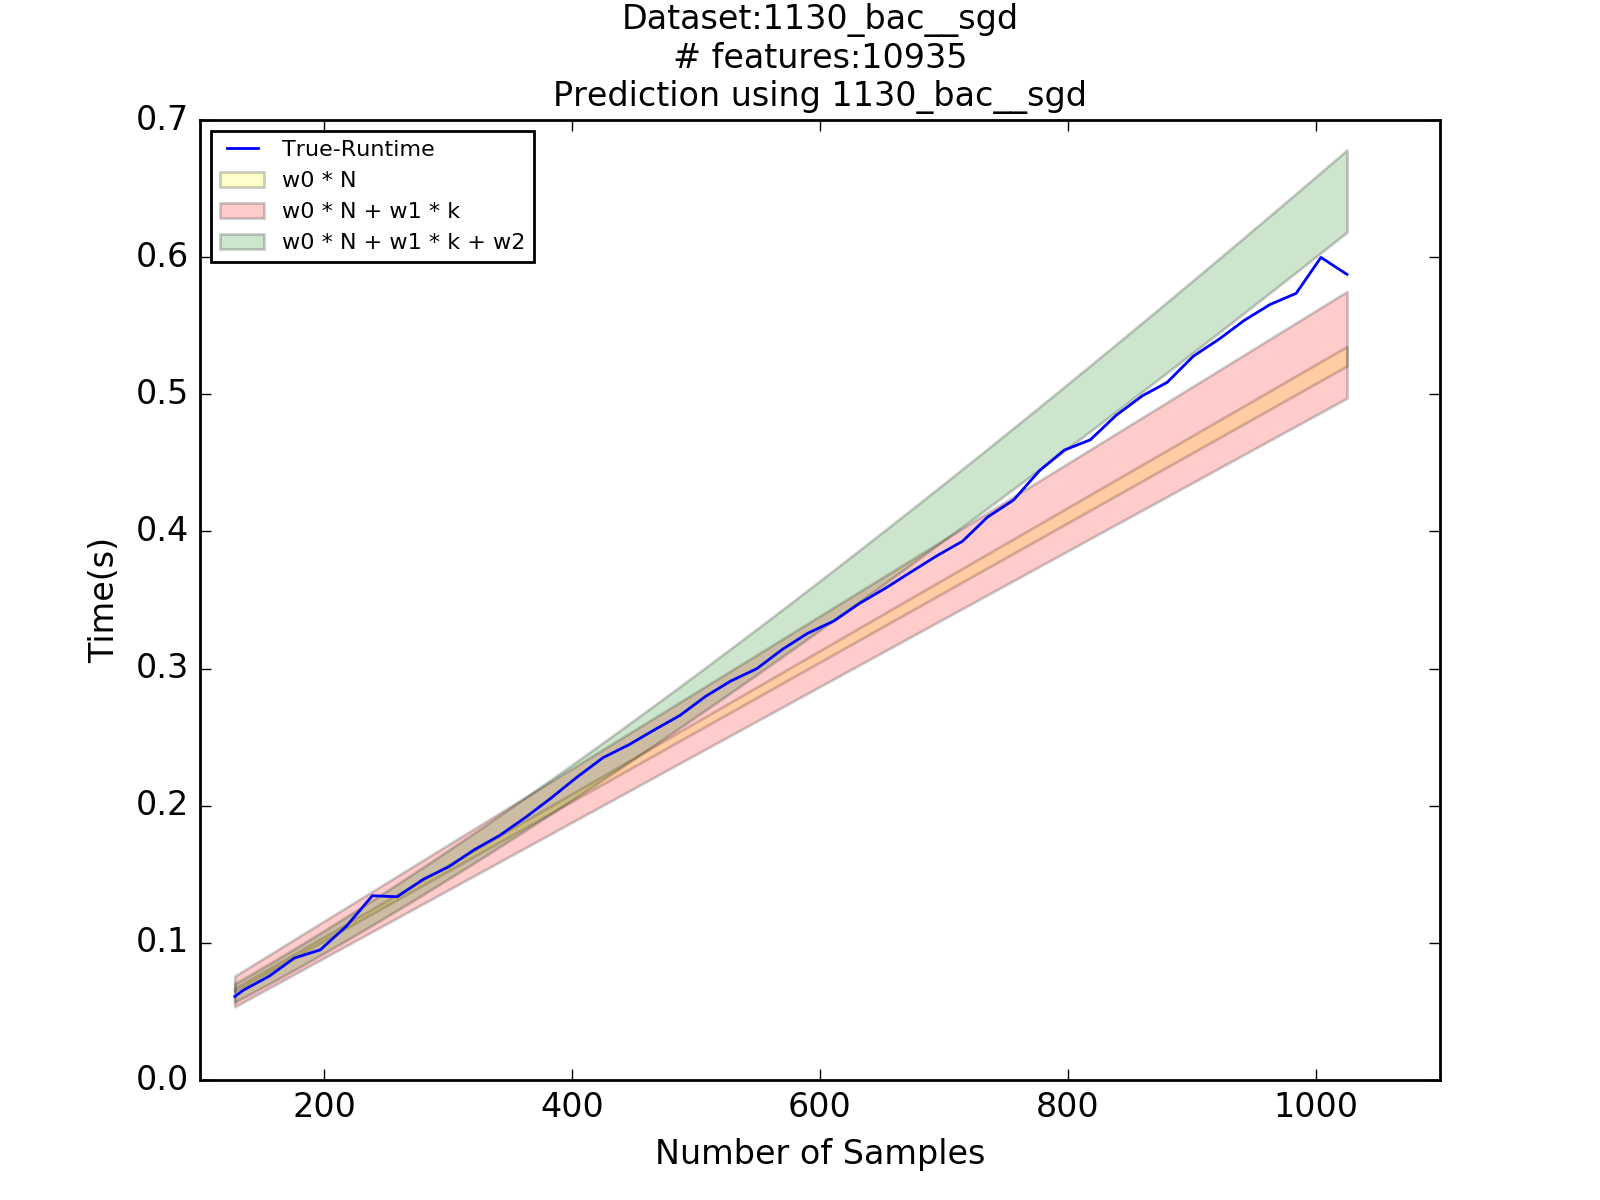 Dataset:1130_bac__sgd
# features:10935
Prediction using 1130_bac__sgd
0.7
0.6
0.5
0.4
0.3
0.2
0.1
0.0
True-Runtime
w0 * N
w0 * N + w1 * k
w0 * N + w1 * k + w2
Time(s)
200 400 600 800 1000
Number of Samples